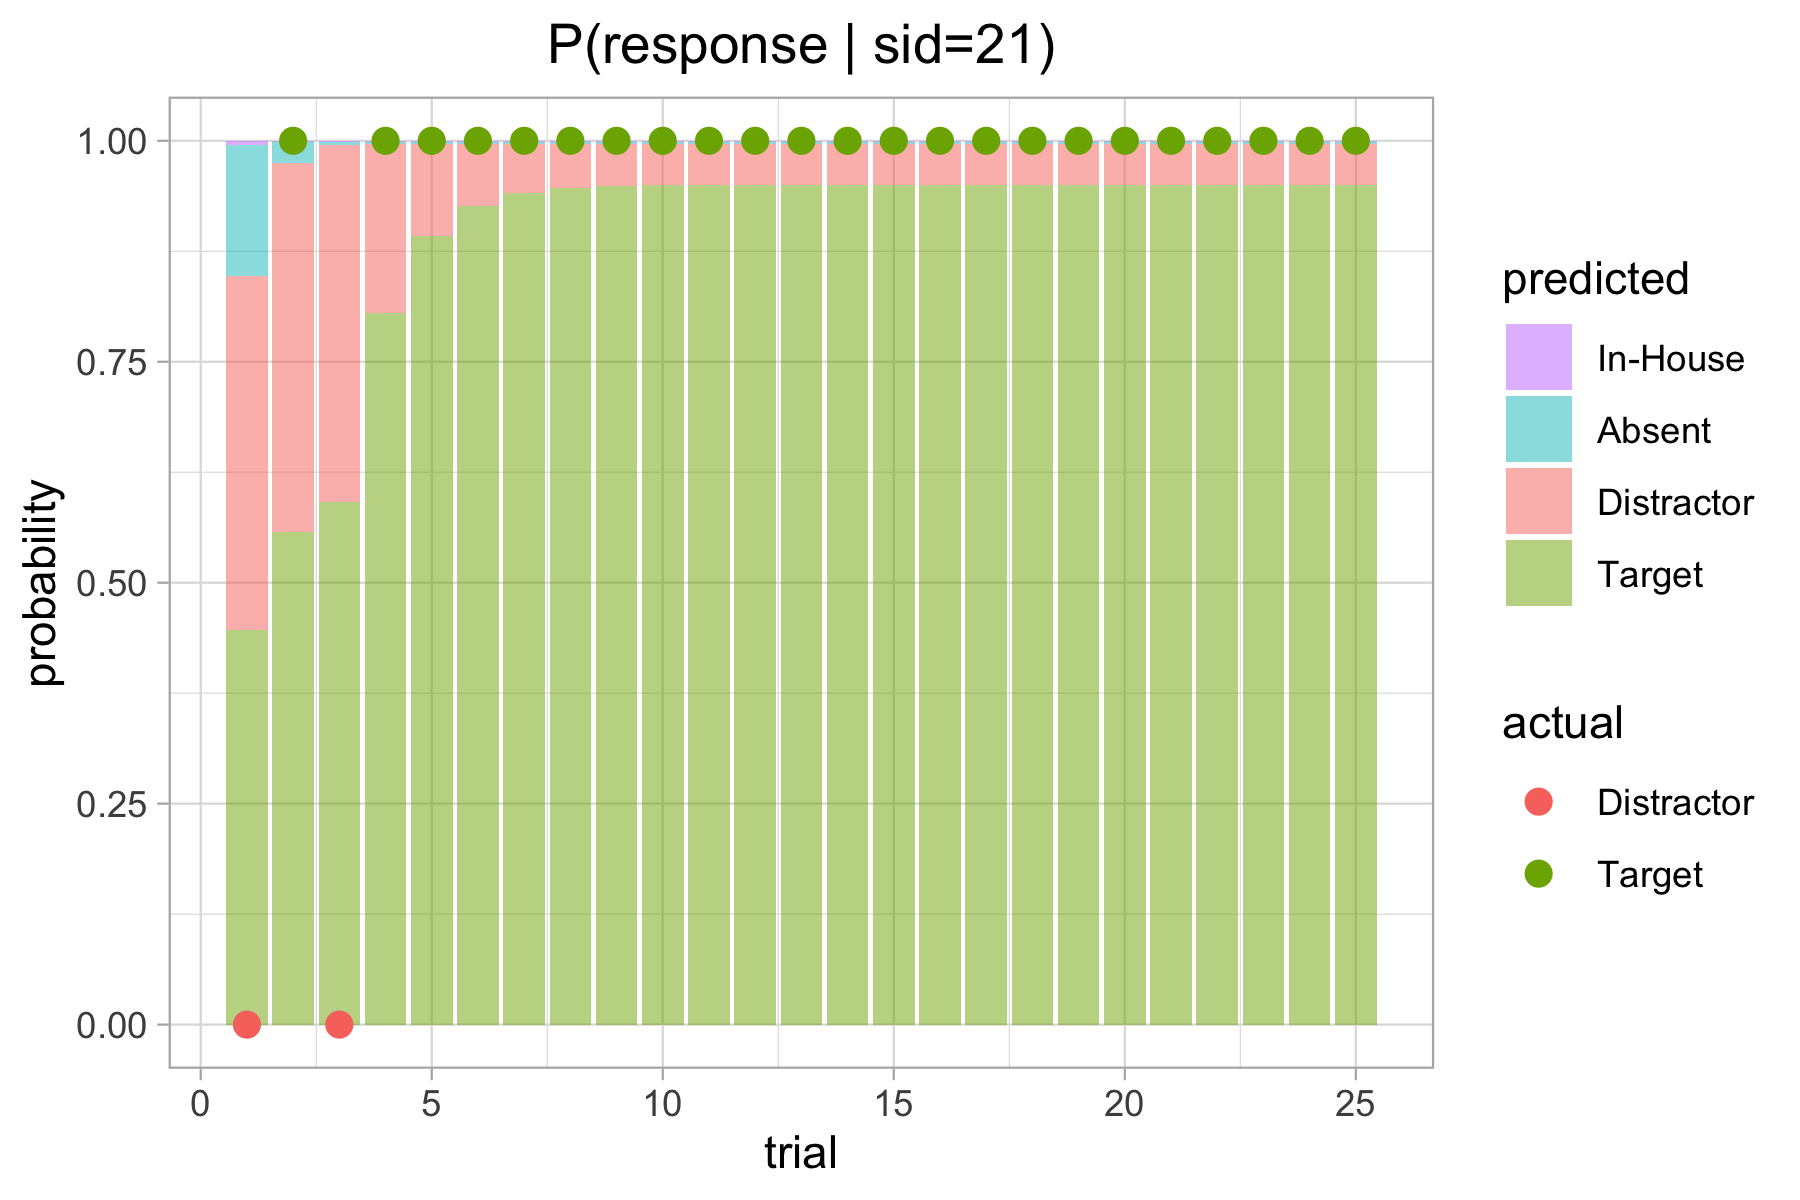 P(response | sid=21)
1.00
0.75
0.50
0.25
0.00
probability
0 5 10 15 20 25
trial
predicted
In-House
Absent
Distractor
Target
actual
Distractor
Target